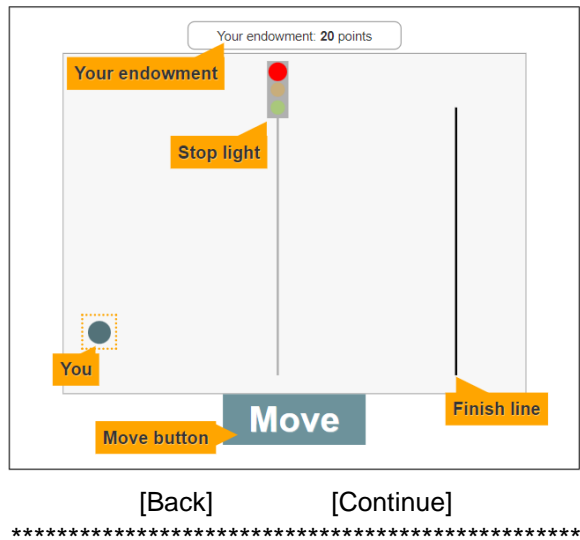 Your endowment: 20 points
Your endowment
Stop light
You
Move
Move button
Finish line
[Back] [Continue]
**************************************************